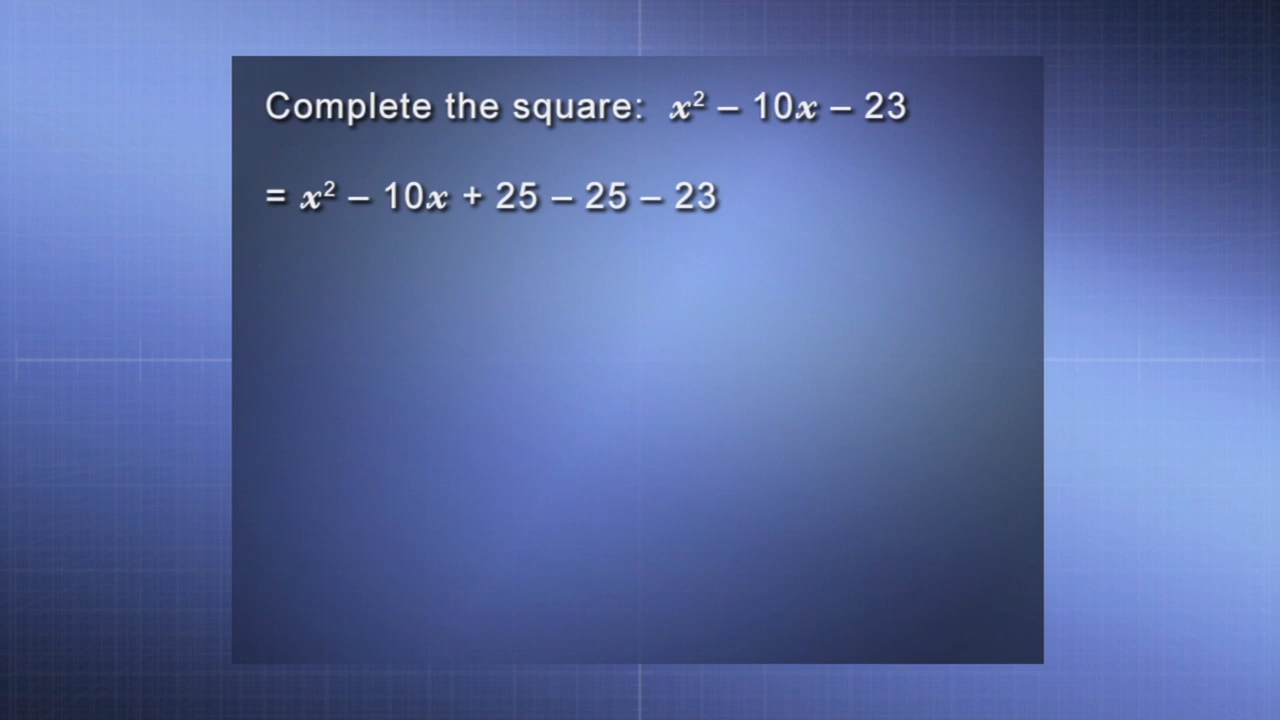 Complete the square: x² – 10x – 23
= x² – 10x + 25 – 25 – 23